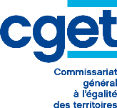 cget
Commissariat
général
à l'égalité
des territoires